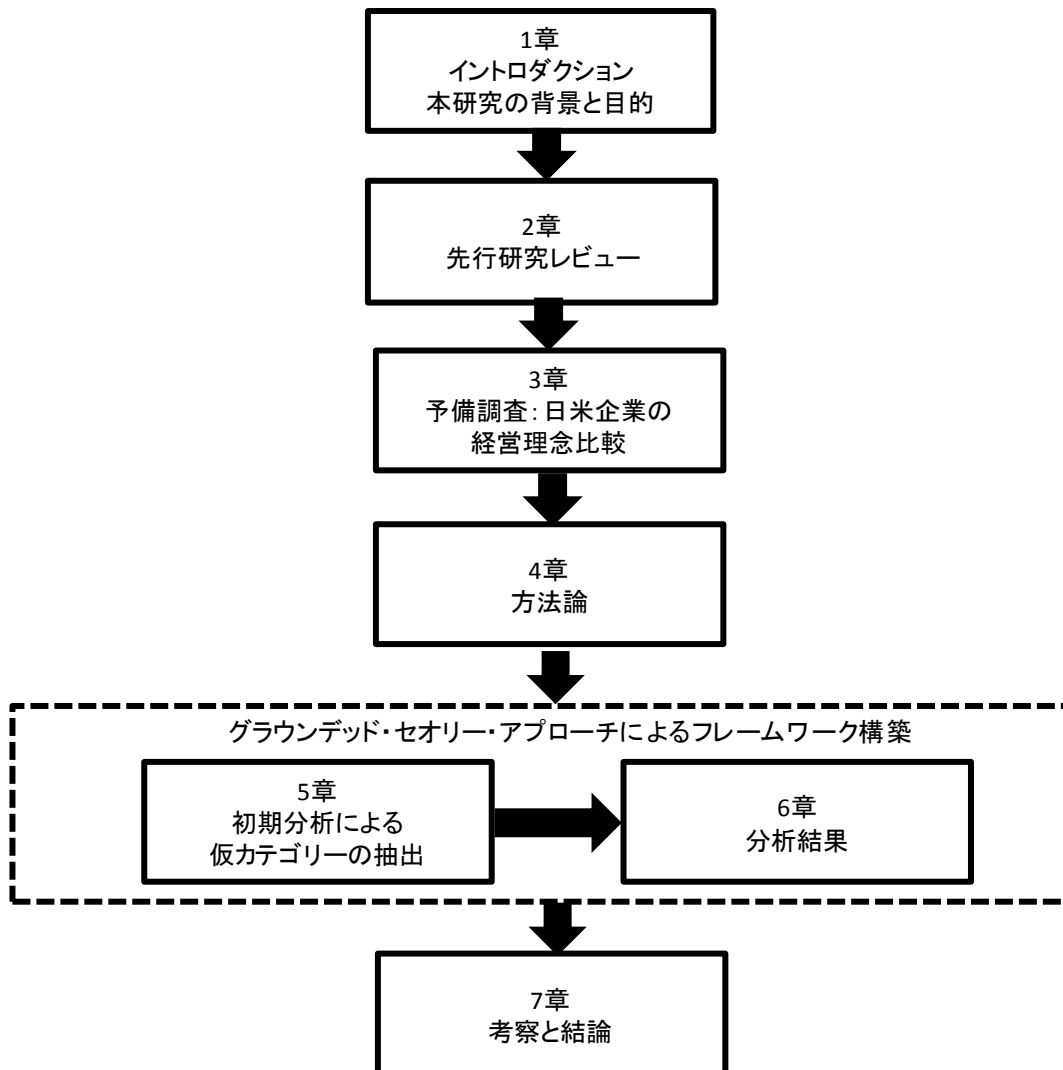 1章
イントロダクション
本研究の背景と目的
2章
先行研究レビュー
3章
予備調査：日米企業の
経営理念比較
4章
方法論
グラウンデッド・セオリー・アプローチによるフレームワーク構築
5章
初期分析による
仮カテゴリーの抽出
6章
分析結果
7章
考察と結論